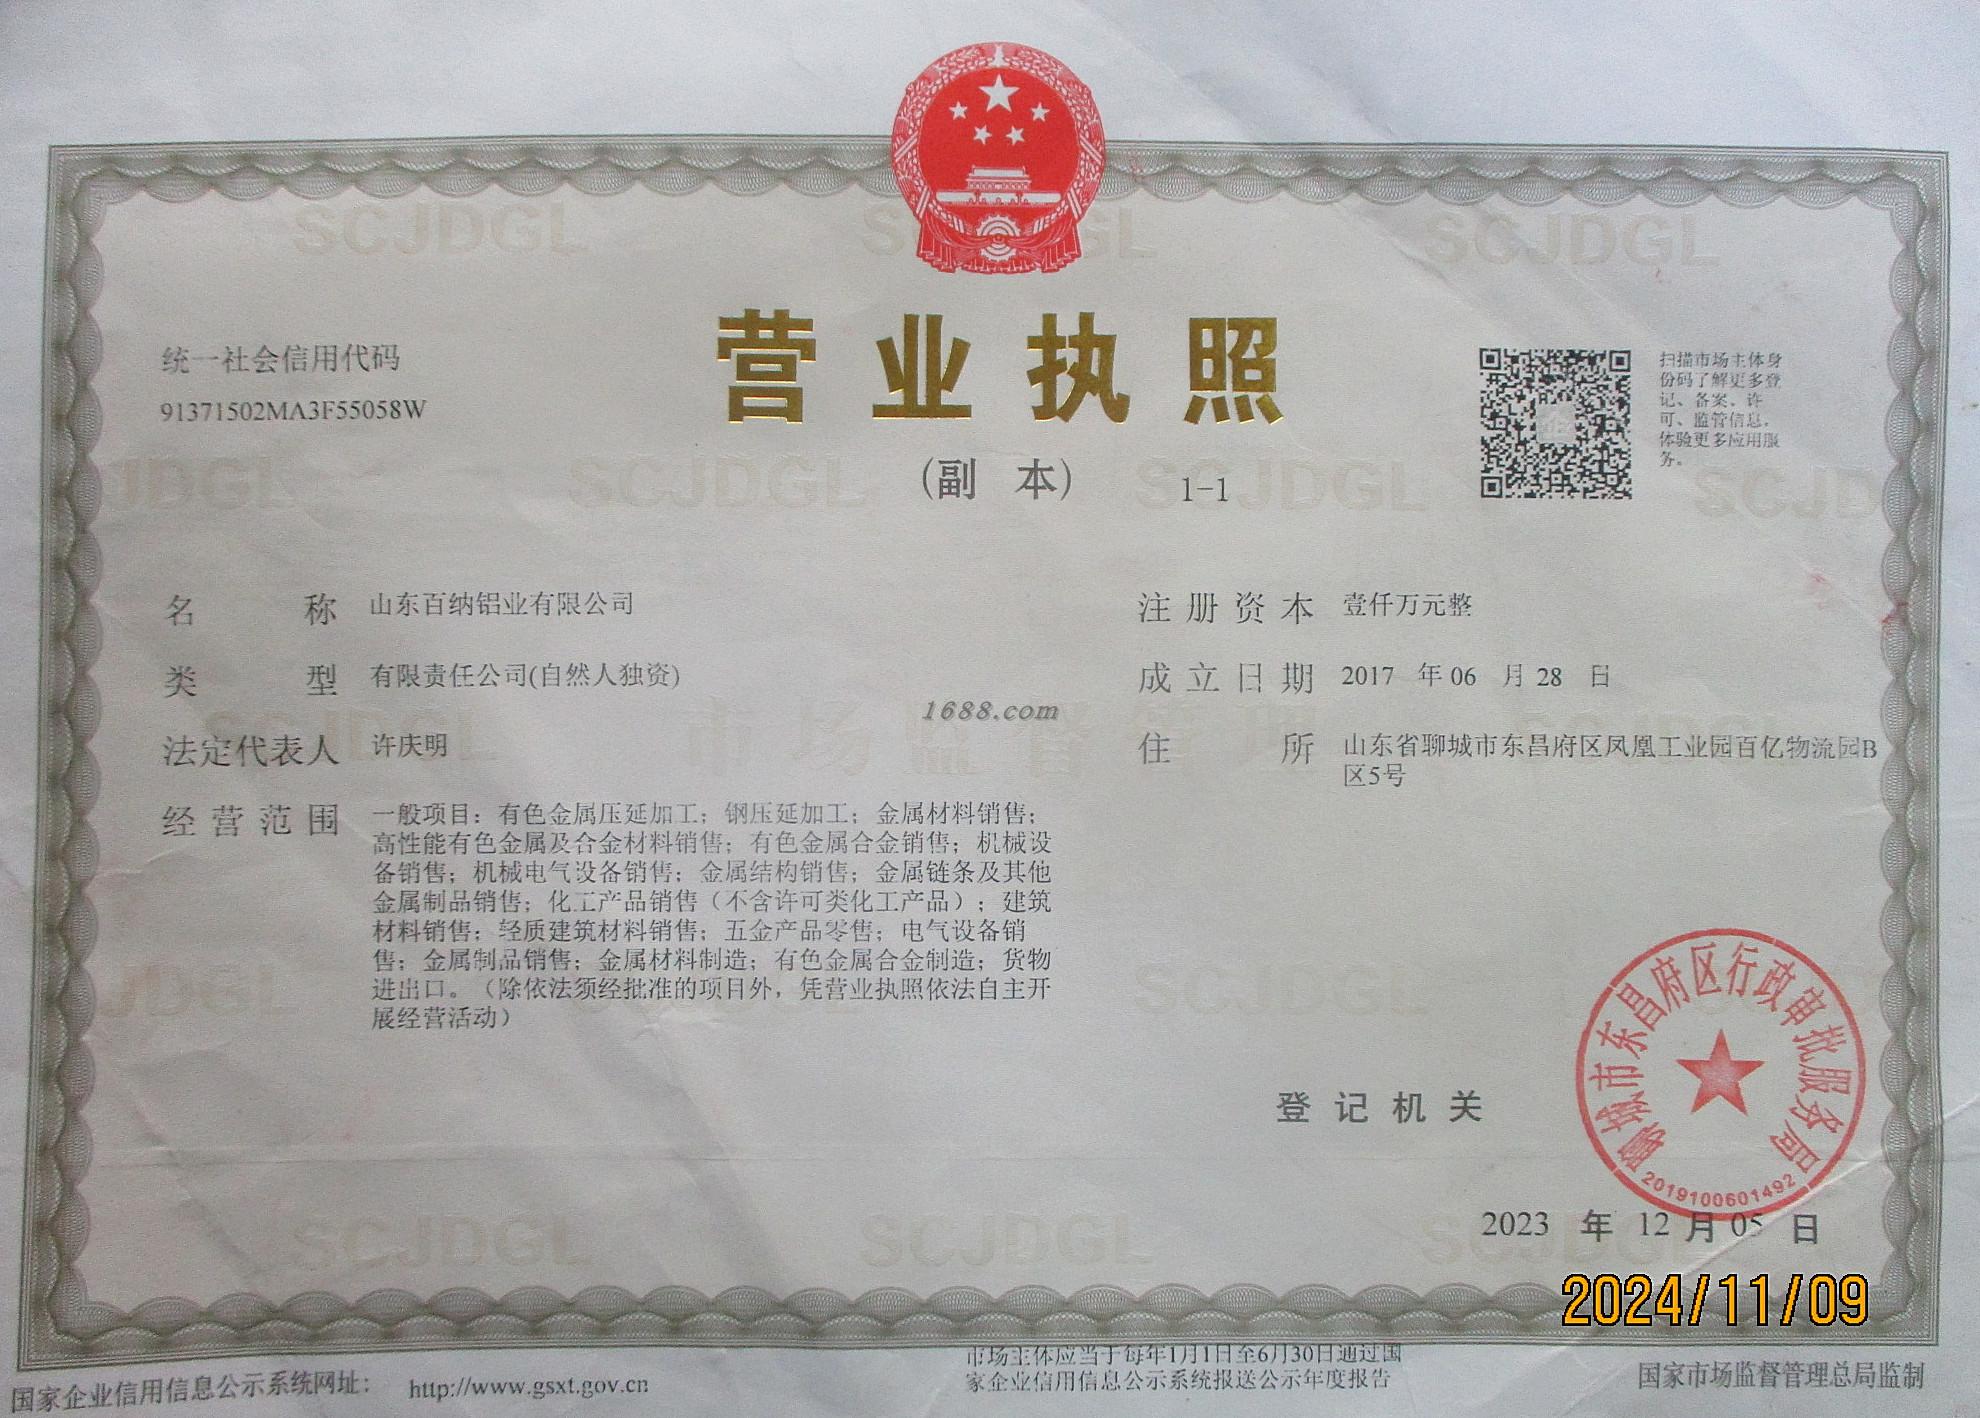 SCJDGL
营业执照
(副 本) 1-1
统一社会信用代码
91371502MA3F55058W
扫描市场主体身
份码了解更多登
记、备案、许
可、监管信息,
体验更多应用服
务。
名 称 山东百纳铝业有限公司
类 型 有限责任公司(自然人独资)
法定代表人 许庆明
经营范围 一般项目：有色金属压延加工；钢压延加工；金属材料销售；
高性能有色金属及合金材料销售；有色金属合金销售；机械设
备销售；机械电气设备销售；金属结构销售；金属链条及其他
金属制品销售；化工产品销售（不含许可类化工产品）；建筑
材料销售；轻质建筑材料销售；五金产品零售；电气设备销
售；金属制品销售；金属材料制造；有色金属合金制造；货物
进出口。（除依法须经批准的项目外，凭营业执照依法自主开
展经营活动）
注册资本 壹仟万元整
成立日期 2017 年 06 月 28 日
住 所 山东省聊城市东昌府区凤凰工业园百亿物流园B
区5号
1688.com
市场监督管理
登记机关
聊城市东昌府区行政审批服务局
2019100601492
2023 年 12 月 05 日
2024/11/09
国家企业信用信息公示系统网址： http://www.gsxt.gov.cn
市场主体应当于每年1月1日至6月30日通过国
家企业信用信息公示系统报送公示年度报告
国家市场监督管理总局监制